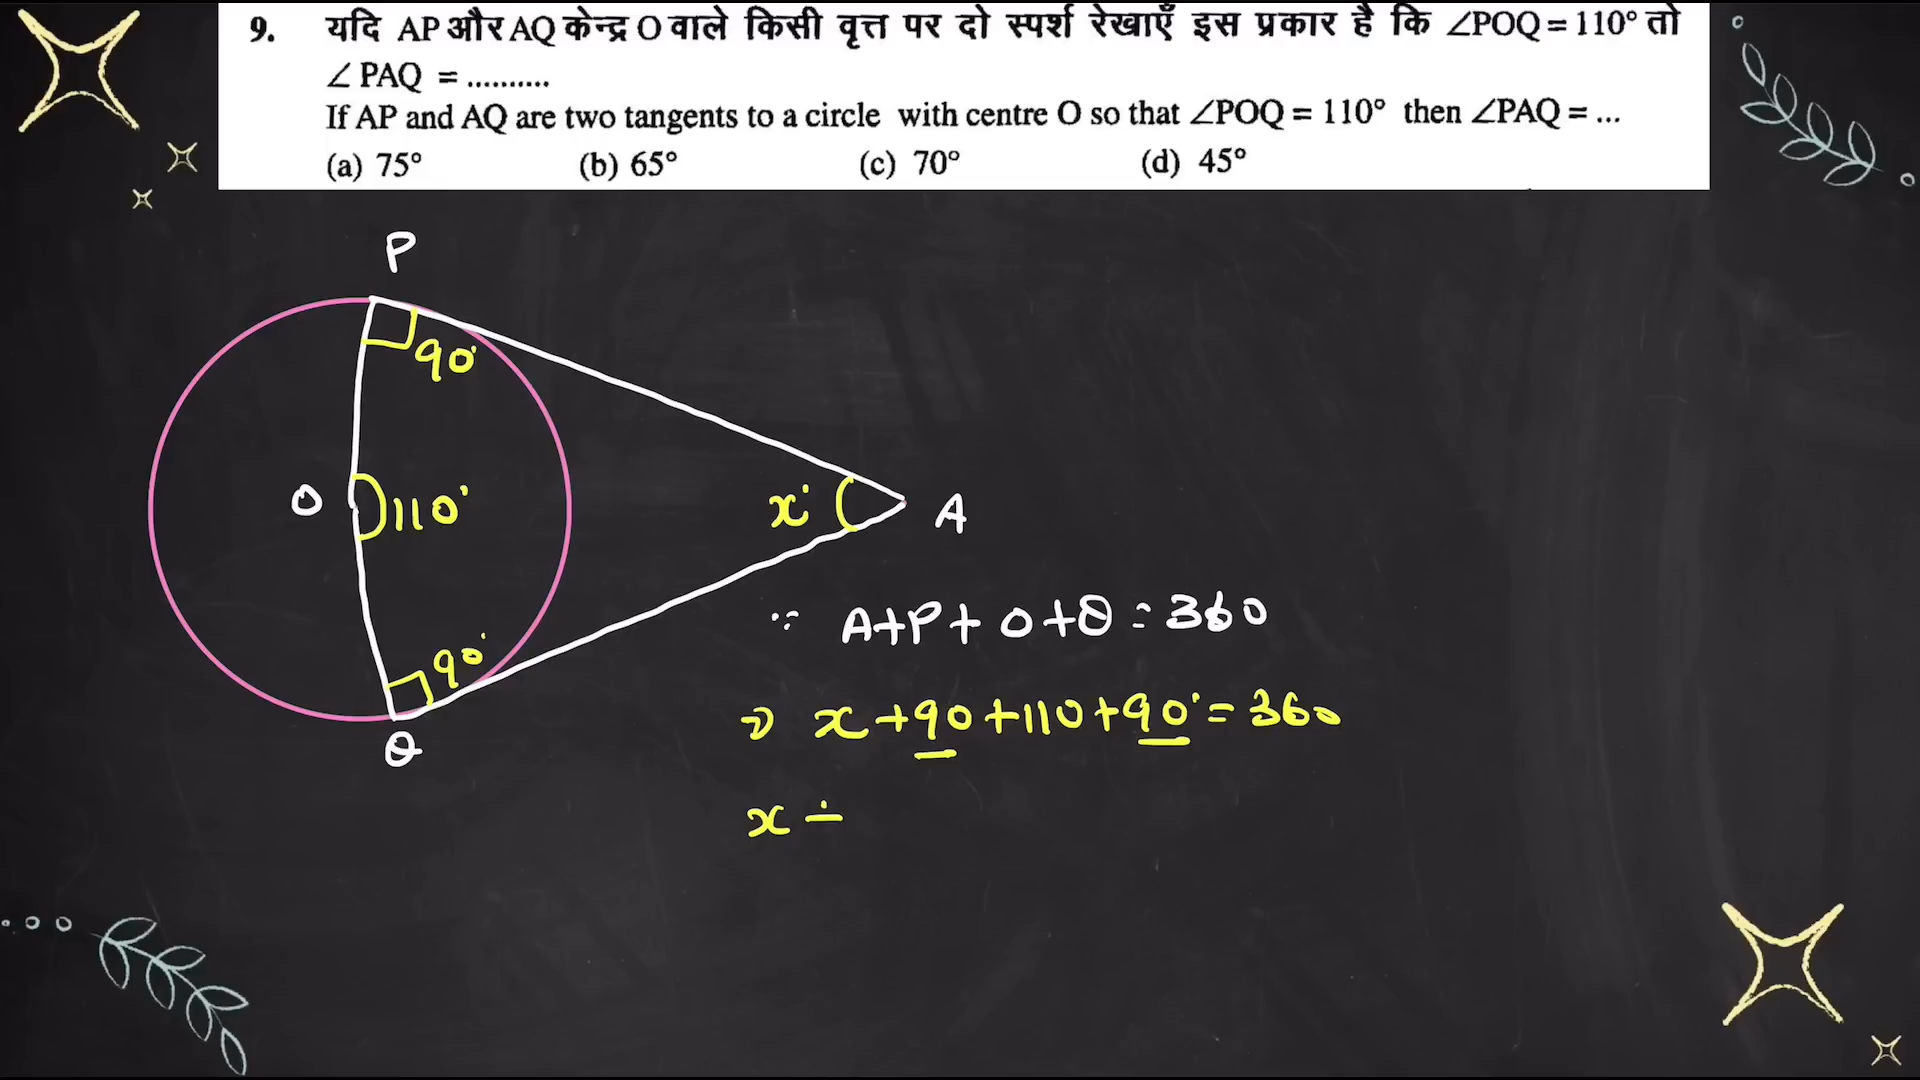 9. यदि AP और AQ केन्द्र O वाले किसी वृत्त पर दो स्पर्श रेखाएँ इस प्रकार है कि ∠POQ = 110° तो
∠ PAQ = ..........
If AP and AQ are two tangents to a circle with centre O so that ∠POQ = 110° then ∠PAQ = ...
(a) 75° (b) 65° (c) 70° (d) 45°
P
90°
O 110° x° A
90°
Q
∵ A+P+O+Q = 360
⇒ x+90+110+90° = 360
x =